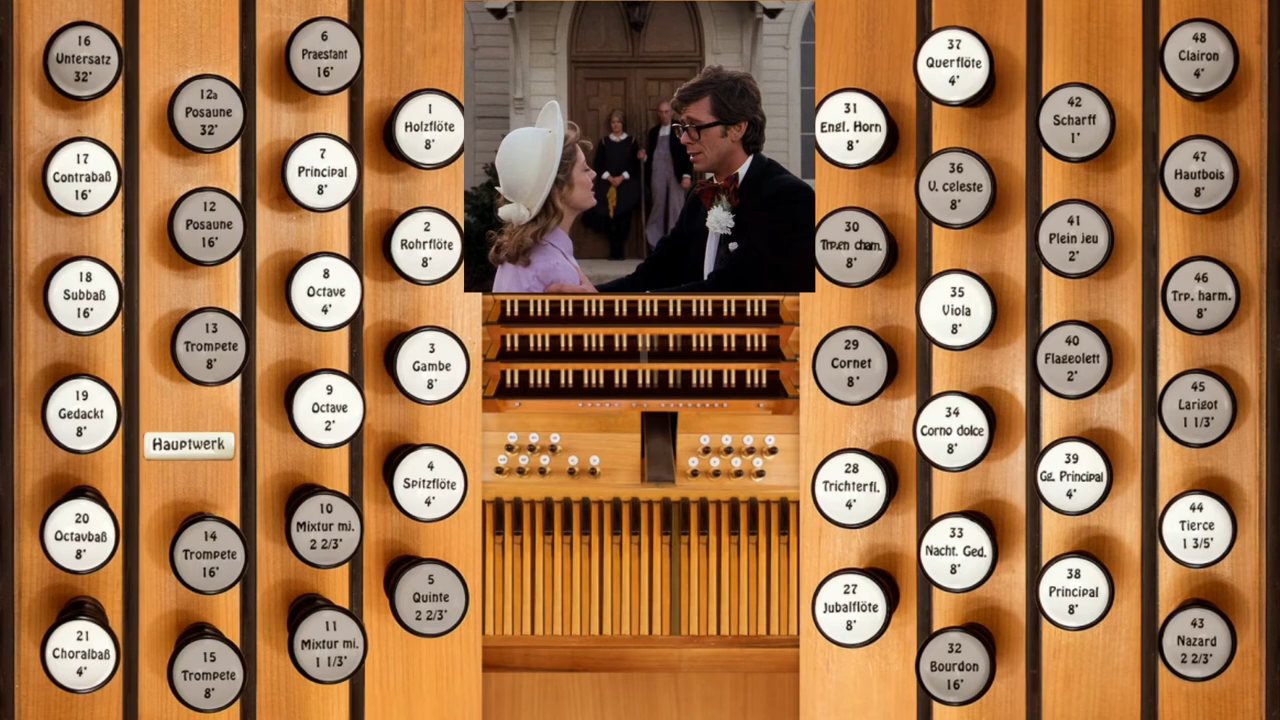 16
Untersatz
32'
17
Contrabaß
16'
18
Subbaß
16'
19
Gedackt
8'
20
Octavbaß
8'
21
Choralbaß
4'
12a
Posaune
32'
12
Posaune
16'
13
Trompete
8'
Hauptwerk
14
Trompete
16'
15
Trompete
8'
6
Praestant
16'
7
Principal
8'
8
Octave
4'
9
Octave
2'
10
Mixtur mj.
2 2/3'
11
Mixtur mi.
1 1/3'
1
Holzflöte
8'
2
Rohrflöte
8'
3
Gambe
8'
4
Spitzflöte
4'
5
Quinte
2 2/3'
31
Engl. Horn
8'
30
Trp.en cham.
8'
29
Cornet
8'
28
Trichterfl.
4'
27
Jubalflöte
8'
37
Querflöte
4'
36
V. celeste
8'
35
Viola
8'
34
Corno dolce
8'
33
Nacht. Ged.
8'
32
Bourdon
16'
42
Scharff
1'
41
Plein jeu
2'
40
Flageolett
2'
39
Gg. Principal
4'
38
Principal
8'
48
Clairon
4'
47
Hautbois
8'
46
Trp. harm.
8'
45
Larigot
1 1/3'
44
Tierce
1 3/5'
43
Nazard
2 2/3'